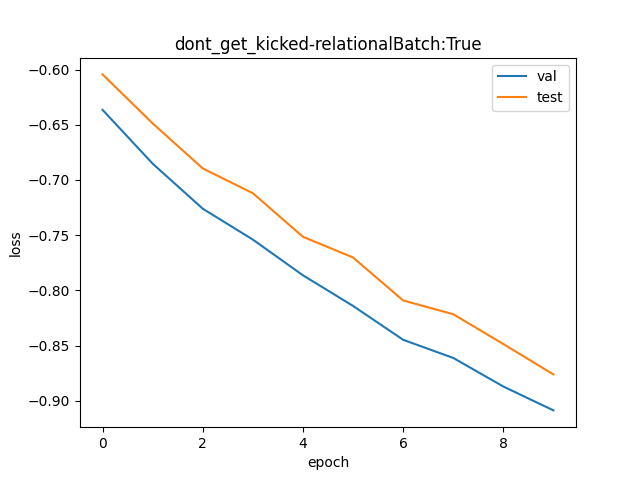 dont_get_kicked-relationalBatch:True
val
test
−0.60
−0.65
−0.70
−0.75
−0.80
−0.85
−0.90
loss
0 2 4 6 8
epoch